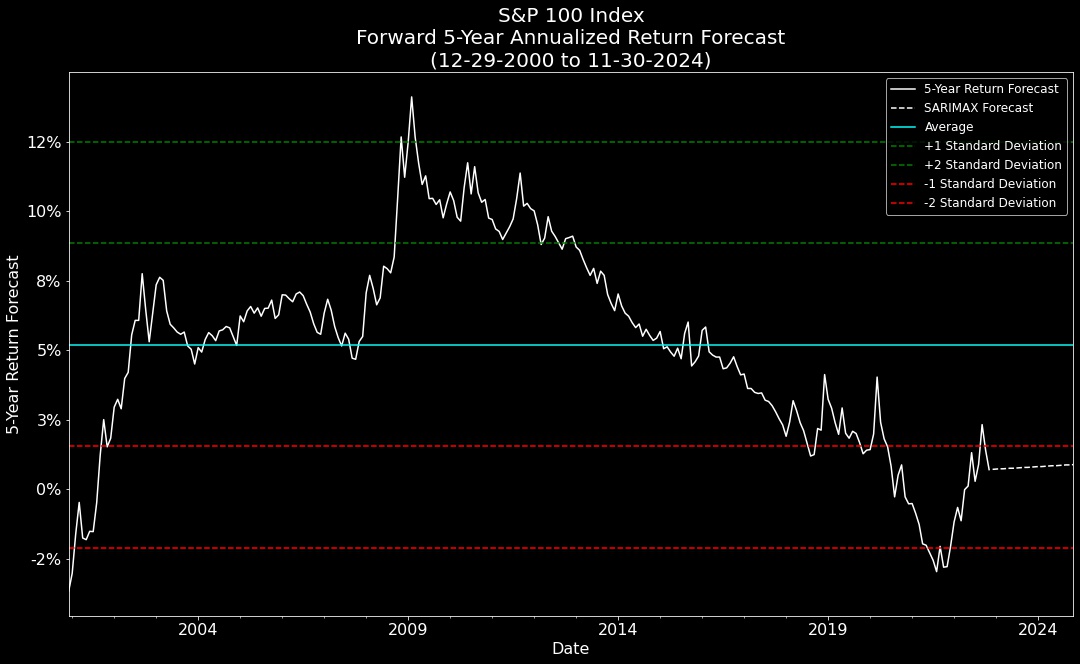 S&P 100 Index
Forward 5-Year Annualized Return Forecast
(12-29-2000 to 11-30-2024)
5-Year Return Forecast
SARIMAX Forecast
Average
+1 Standard Deviation
+2 Standard Deviation
-1 Standard Deviation
-2 Standard Deviation
5-Year Return Forecast
12%
10%
8%
5%
3%
0%
-2%
2004
2009
2014
2019
2024
Date